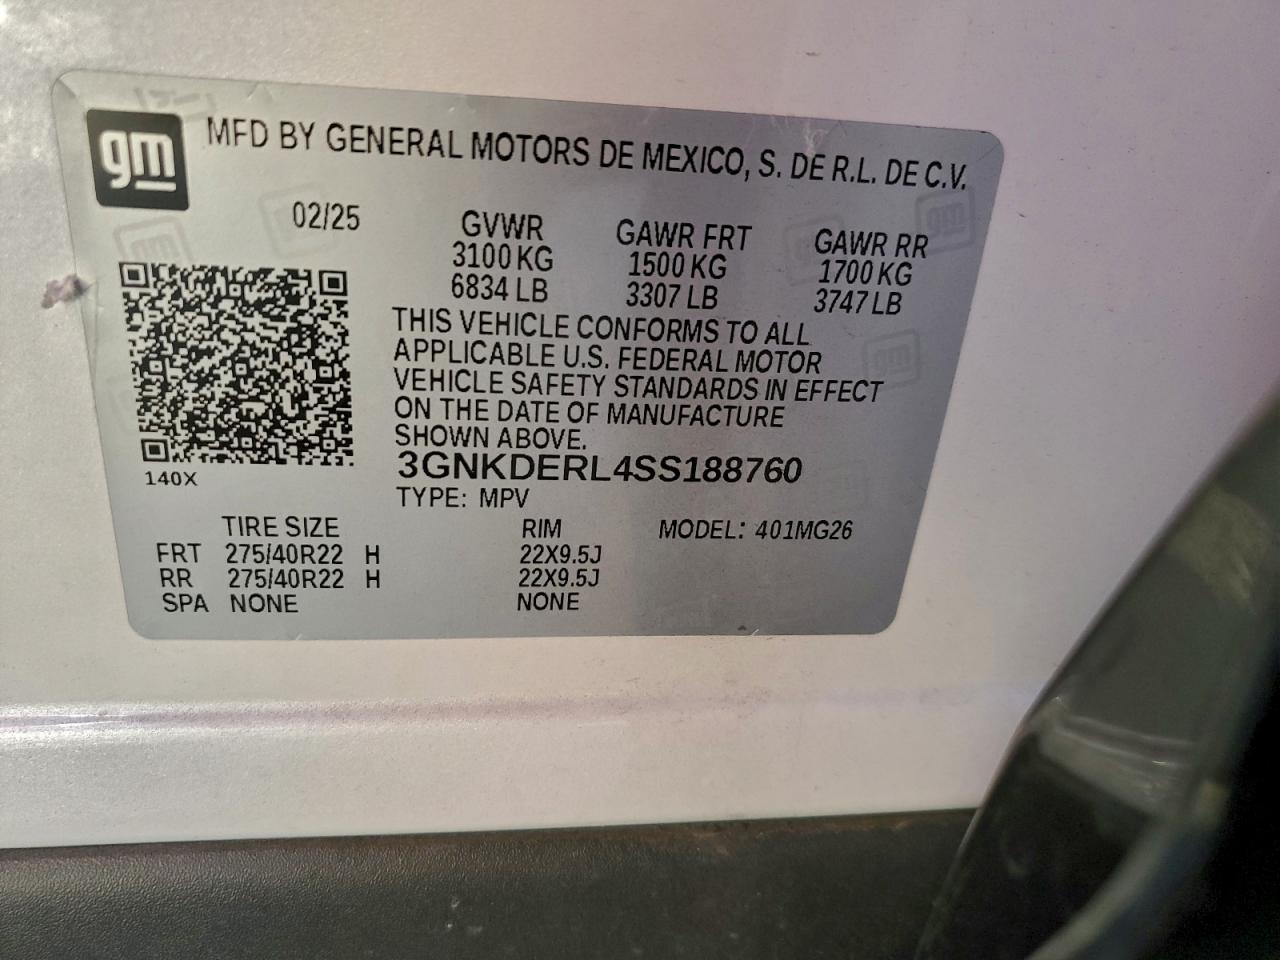 gm MFD BY GENERAL MOTORS DE MEXICO, S. DE R.L. DE C.V.
02/25 GVWR GAWR FRT GAWR RR
3100 KG 1500 KG 1700 KG
6834 LB 3307 LB 3747 LB
THIS VEHICLE CONFORMS TO ALL
APPLICABLE U.S. FEDERAL MOTOR
VEHICLE SAFETY STANDARDS IN EFFECT
ON THE DATE OF MANUFACTURE
SHOWN ABOVE.
3GNKDERL4SS188760
140X
TYPE: MPV
TIRE SIZE RIM MODEL: 401MG26
FRT 275/40R22 H 22X9.5J
RR 275/40R22 H 22X9.5J
SPA NONE NONE